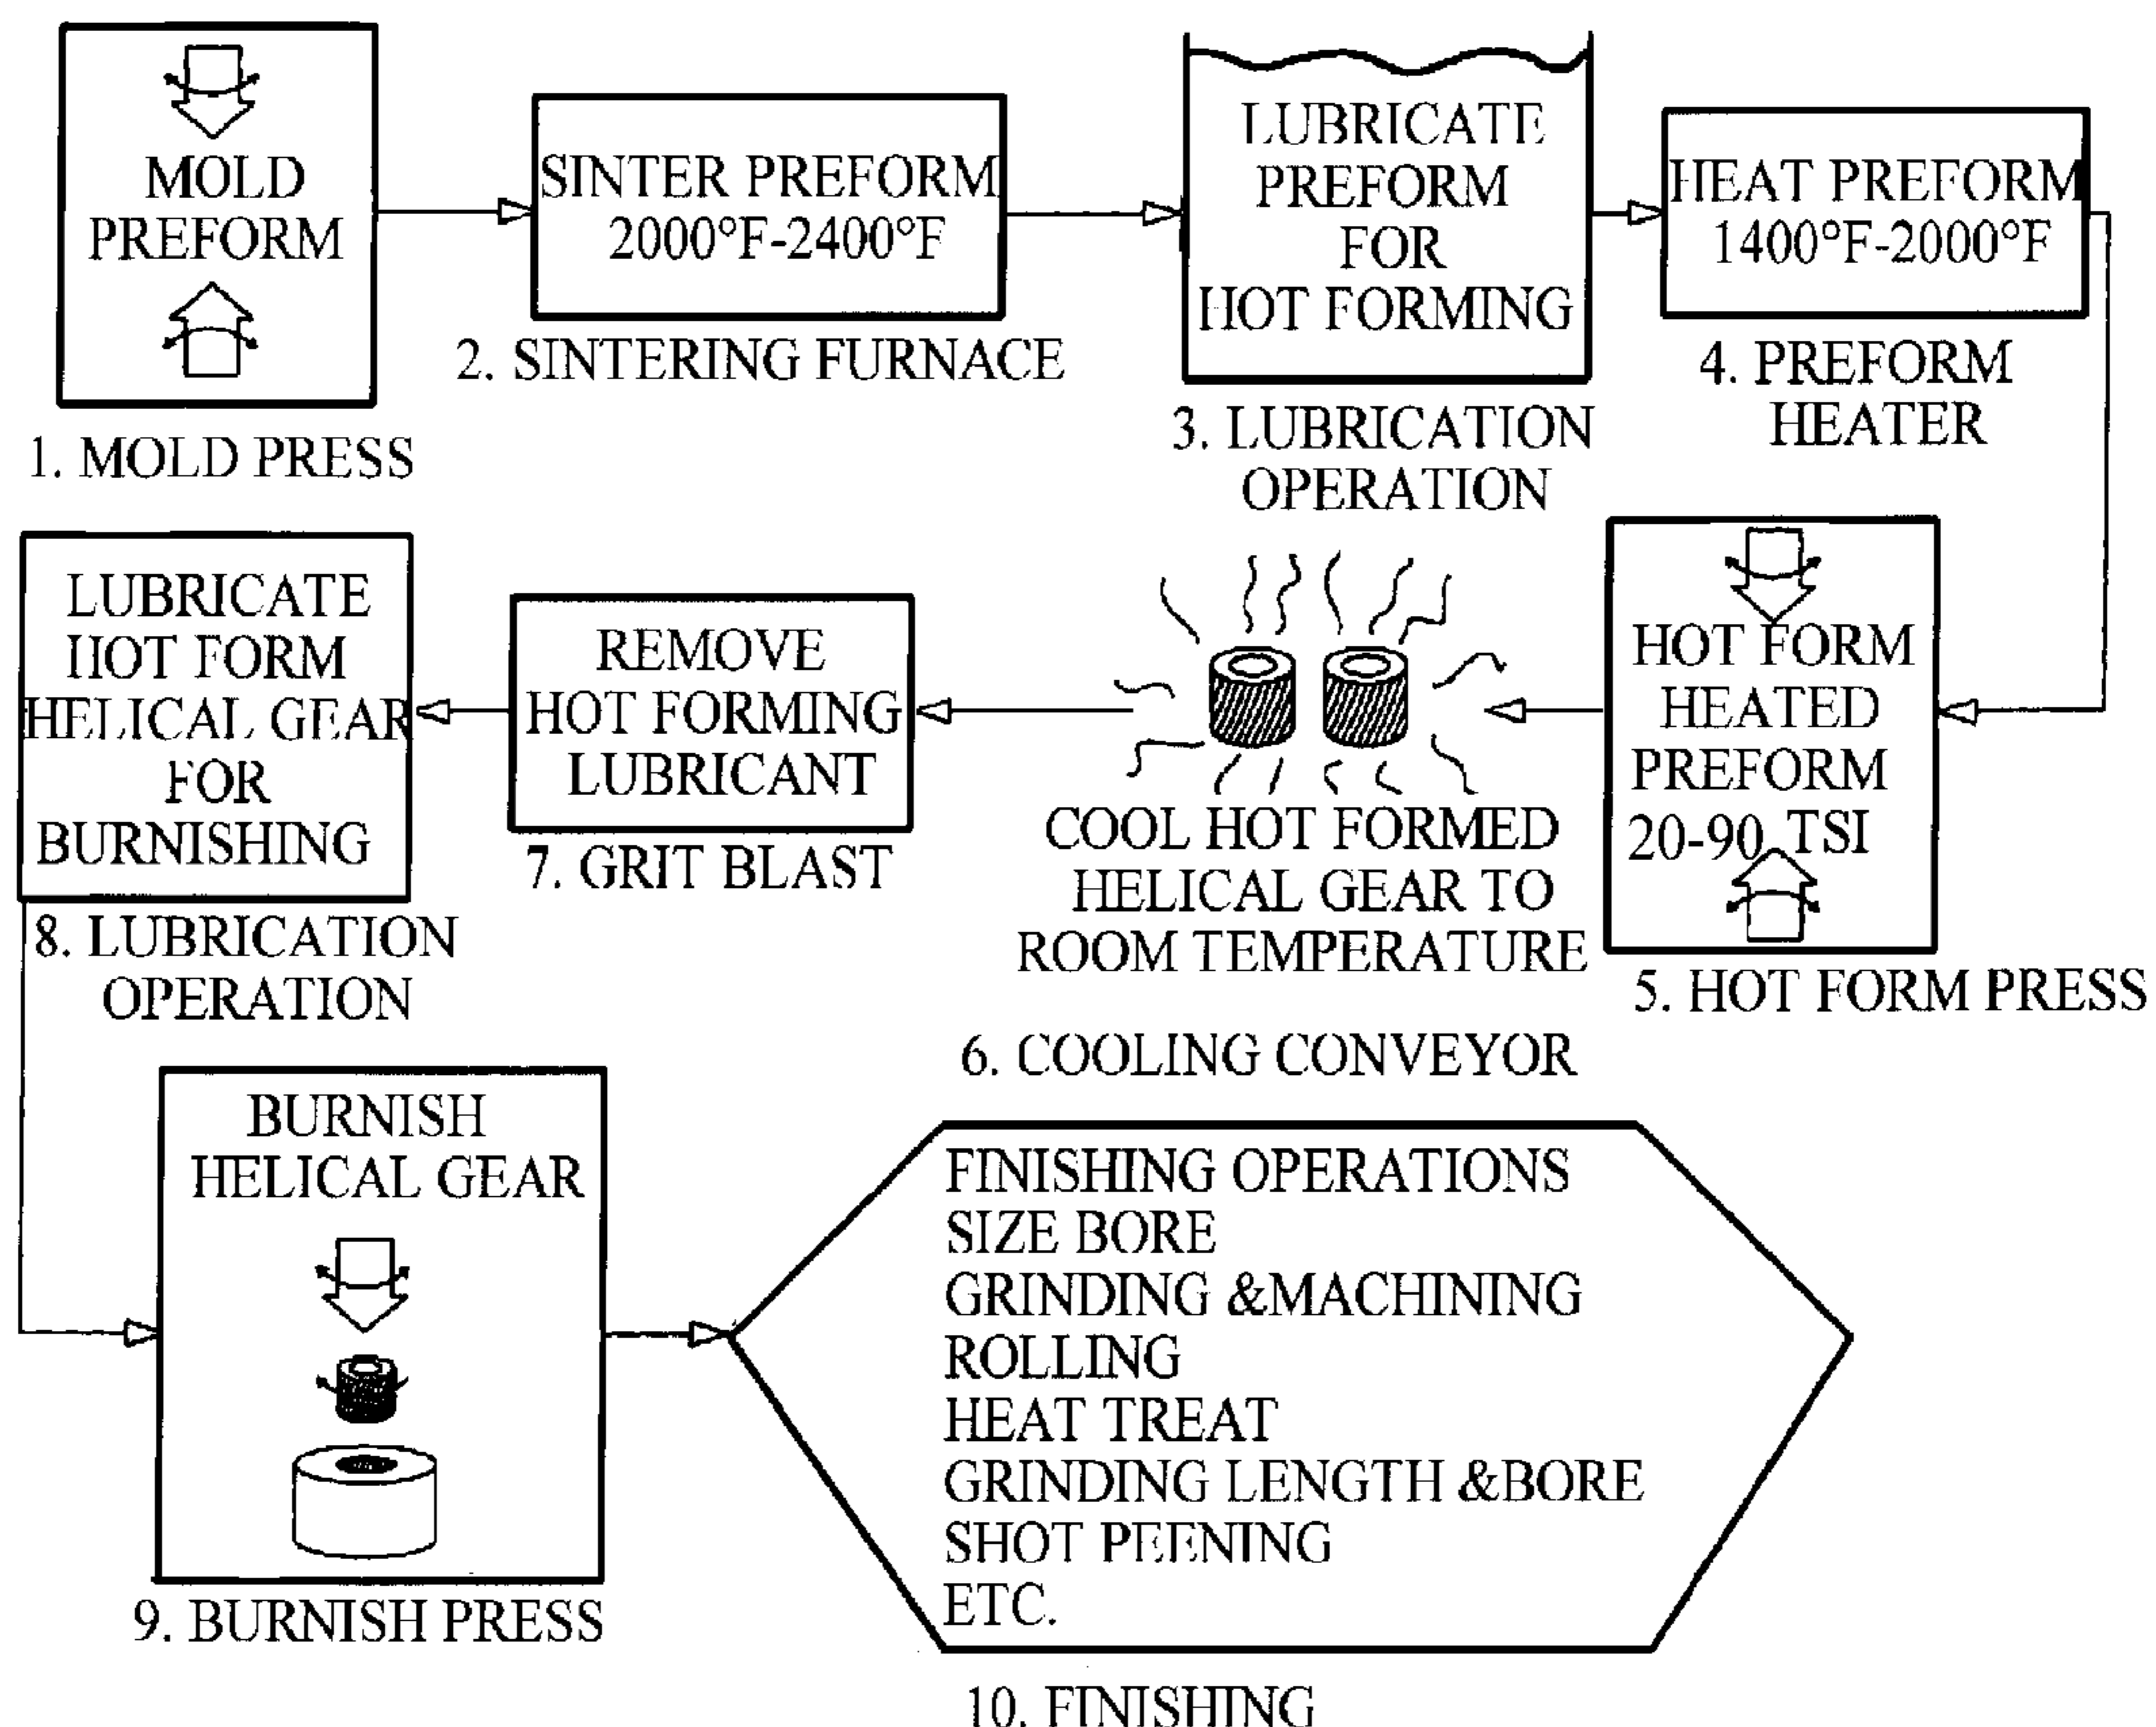 MOLD
PREFORM
1. MOLD PRESS
SINTER PREFORM
2000°F-2400°F
2. SINTERING FURNACE
LUBRICATE
PREFORM
FOR
HOT FORMING
3. LUBRICATION
OPERATION
HEAT PREFORM
1400°F-2000°F
4. PREFORM
HEATER
HOT FORM
HEATED
PREFORM
20-90 TSI
5. HOT FORM PRESS
COOL HOT FORMED
HELICAL GEAR TO
ROOM TEMPERATURE
6. COOLING CONVEYOR
REMOVE
HOT FORMING
LUBRICANT
7. GRIT BLAST
LUBRICATE
HOT FORM
HELICAL GEAR
FOR
BURNISHING
8. LUBRICATION
OPERATION
BURNISH
HELICAL GEAR
9. BURNISH PRESS
FINISHING OPERATIONS
SIZE BORE
GRINDING &MACHINING
ROLLING
HEAT TREAT
GRINDING LENGTH &BORE
SHOT PEENING
ETC.
10. FINISHING